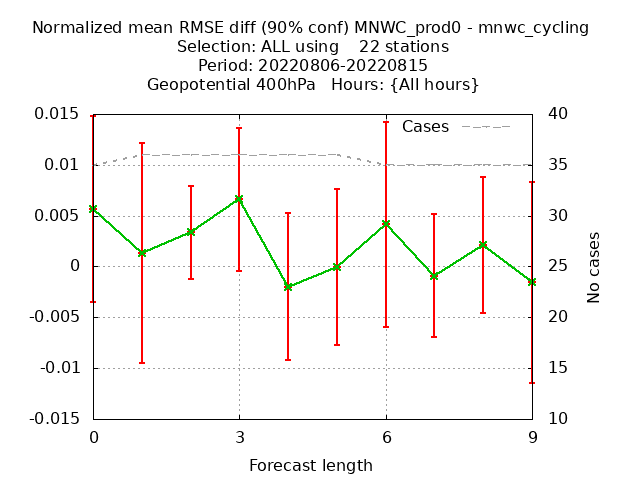 Normalized mean RMSE diff (90% conf) MNWC_prod0 - mnwc_cycling
Selection: ALL using    22 stations
Period: 20220806-20220815
Geopotential 400hPa   Hours: {All hours}
0.015
0.01
0.005
0
-0.005
-0.01
-0.015
Cases
40
35
30
25
20
15
10
No cases
0
3
6
9
Forecast length